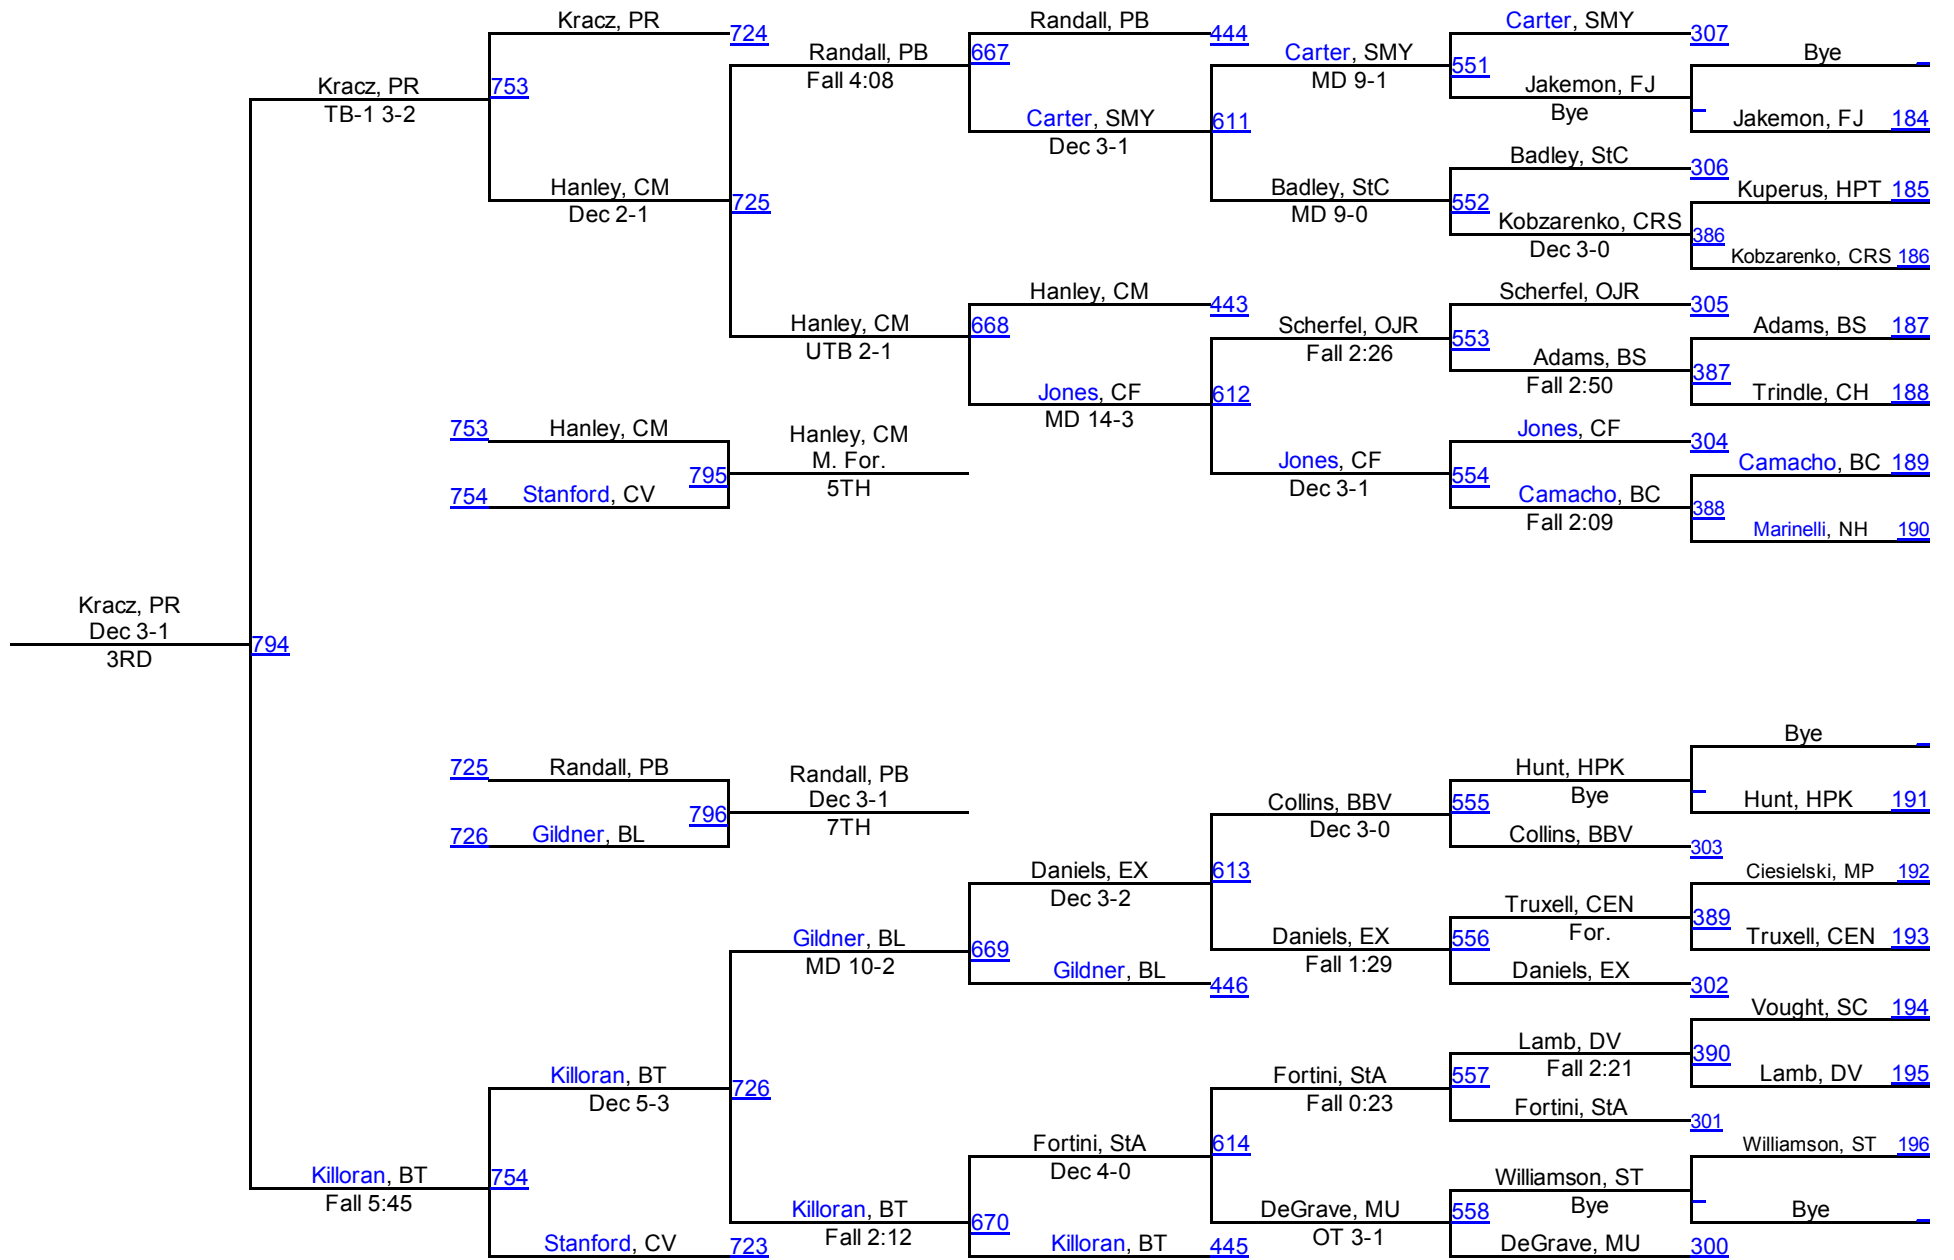 Kracz, PR
724
Randall, PB
444
Carter, SMY
307
Randall, PB
667
Carter, SMY
551
Bye
Fall 4:08
MD 9-1
Jakemon, FJ
Kracz, PR
753
Bye
TB-1 3-2
Carter, SMY
611
Jakemon, FJ 184
Dec 3-1
Badley, StC
306
Hanley, CM
725
Badley, StC
552
Kuperus, HPT 185
Dec 2-1
MD 9-0
Kobzarenko, CRS
386
Dec 3-0
Kobzarenko, CRS 186
Hanley, CM
443
Scherfel, OJR
305
Hanley, CM
668
Scherfel, OJR
553
Adams, BS 187
UTB 2-1
Fall 2:26
Adams, BS
387
Fall 2:50
Jones, CF
612
Trindle, CH 188
MD 14-3
753
Hanley, CM
Hanley, CM
Jones, CF
304
M. For.
Jones, CF
554
Camacho, BC 189
795
5TH
Dec 3-1
754
Stanford, CV
Camacho, BC
388
Fall 2:09
Marinelli, NH 190
Kracz, PR
Dec 3-1
794
3RD
Bye
725
Randall, PB
Randall, PB
Hunt, HPK
Dec 3-1
Collins, BBV
555
Bye
Hunt, HPK 191
796
7TH
Dec 3-0
726
Gildner, BL
Collins, BBV
303
Daniels, EX
613
Ciesielski, MP 192
Dec 3-2
Truxell, CEN
389
For.
Gildner, BL
669
Daniels, EX
556
Truxell, CEN 193
MD 10-2
Fall 1:29
Gildner, BL
446
Daniels, EX
302
Vought, SC 194
Lamb, DV
390
Fall 2:21
Killoran, BT
726
Fortini, StA
557
Lamb, DV 195
Dec 5-3
Fall 0:23
Fortini, StA
301
Fortini, StA
614
Williamson, ST 196
Dec 4-0
Killoran, BT
754
Williamson, ST
Fall 5:45
Bye
Killoran, BT
670
DeGrave, MU
558
Bye
Fall 2:12
OT 3-1
Stanford, CV
723
Killoran, BT
445
DeGrave, MU
300